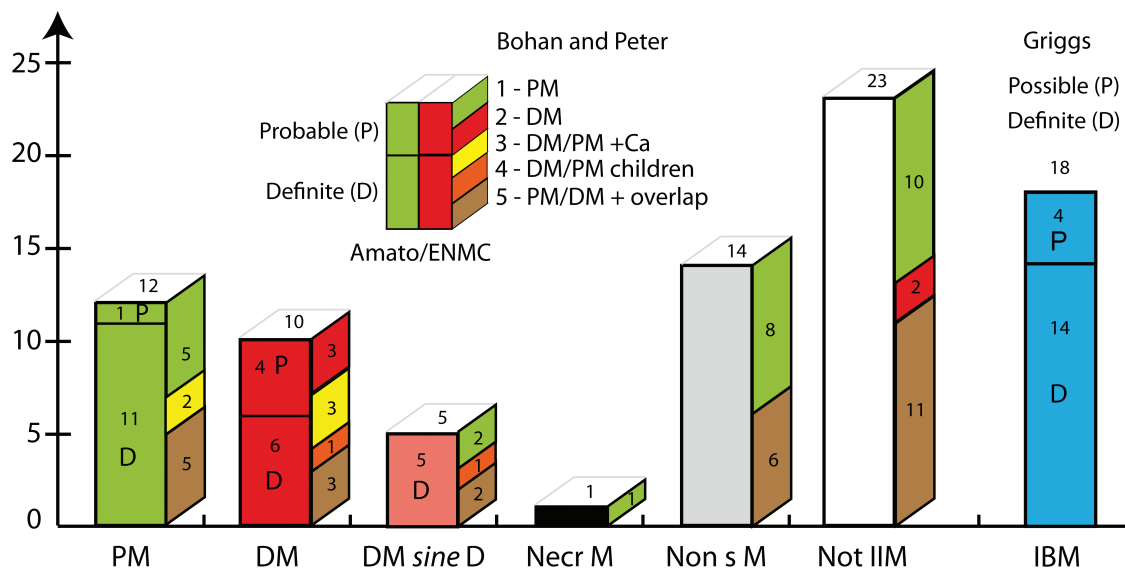 Bohan and Peter
Griggs
25
20
15
10
5
0
Probable (P)
Definite (D)
1 - PM
2 - DM
3 - DM/PM +Ca
4 - DM/PM children
5 - PM/DM + overlap
Amato/ENMC
Possible (P)
Definite (D)
12
1 P
11
D
5
2
5
10
4 P
6
D
3
3
1
3
5
5
D
2
1
2
1
1
14
8
6
23
10
2
11
18
4
P
14
D
PM
DM
DM sine D
Necr M
Non s M
Not IIM
IBM